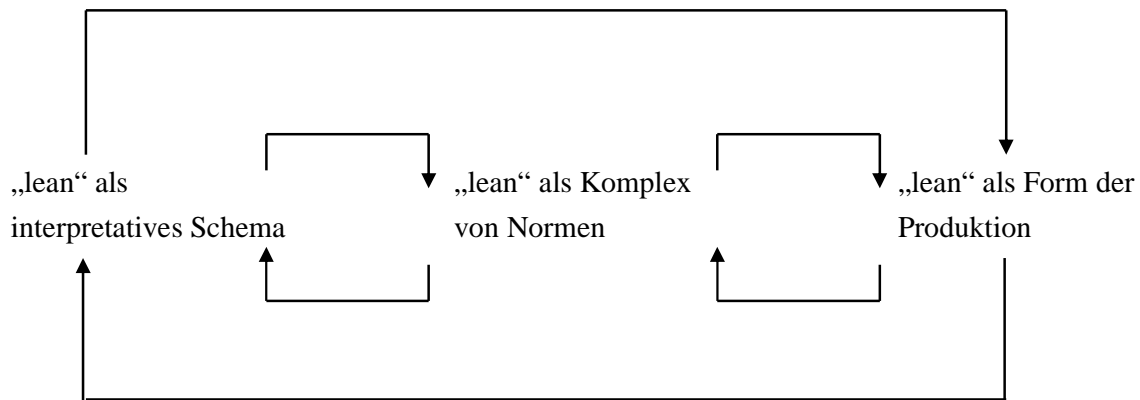 „lean“ als
interpretatives Schema
„lean“ als Komplex
von Normen
„lean“ als Form der
Produktion